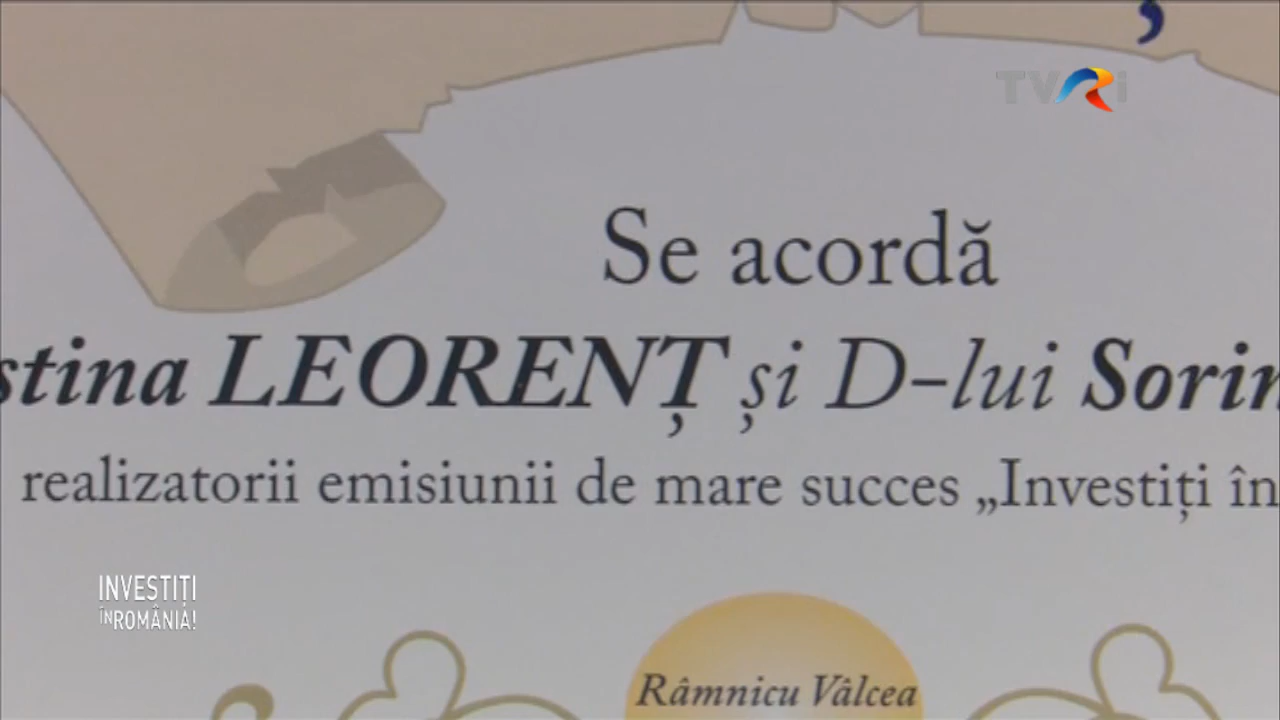 TVRi
Se acordă
stina LEORENȚ și D-lui Sorin
realizatorii emisiunii de mare succes „Investiți în
INVESTIȚI
ÎN ROMÂNIA!
Râmnicu Vâlcea